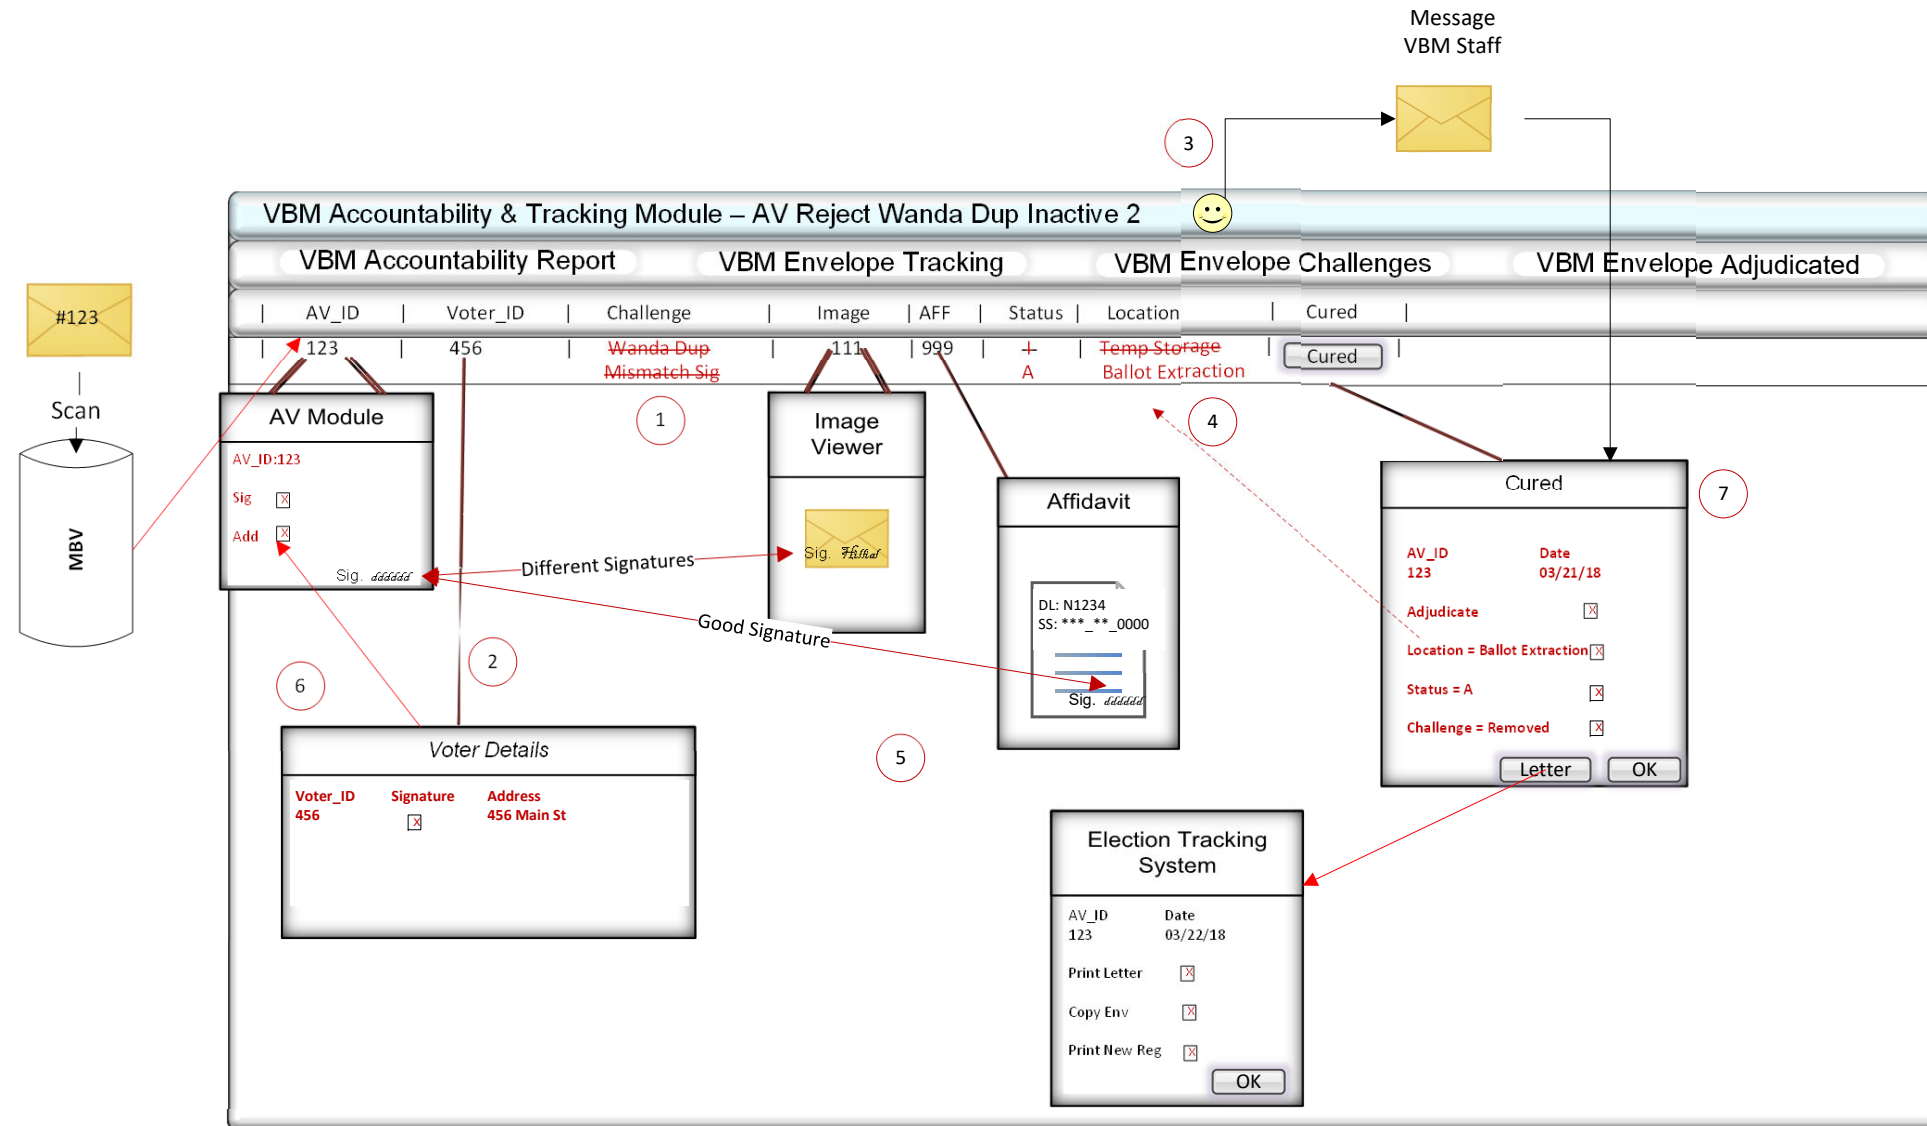 Message
VBM Staff
3
VBM Accountability & Tracking Module – AV Reject Wanda Dup Inactive 2
VBM Accountability Report
VBM Envelope Tracking
VBM Envelope Challenges
VBM Envelope Adjudicated
| AV_ID | Voter_ID | Challenge | Image | AFF | Status | Location | Cured |
| 123 | 456 | Wanda Dup | 111 | 999 | I | Temp Storage | Cured |
Mismatch Sig A Ballot Extraction
#123
Scan
MBV
1
4
AV Module
AV_ID:123
Sig X
Add X
Sig. dddddd
Image
Viewer
Sig.
Different Signatures
Good Signature
Affidavit
DL: N1234
SS: ***_**_0000
Sig. dddddd
Cured
7
AV_ID Date
123 03/21/18
Adjudicate X
Location = Ballot Extraction X
Status = A X
Challenge = Removed X
Letter OK
2
6
5
Voter Details
Voter_ID Signature Address
456 X 456 Main St
Election Tracking
System
AV_ID Date
123 03/22/18
Print Letter X
Copy Env X
Print New Reg X
OK